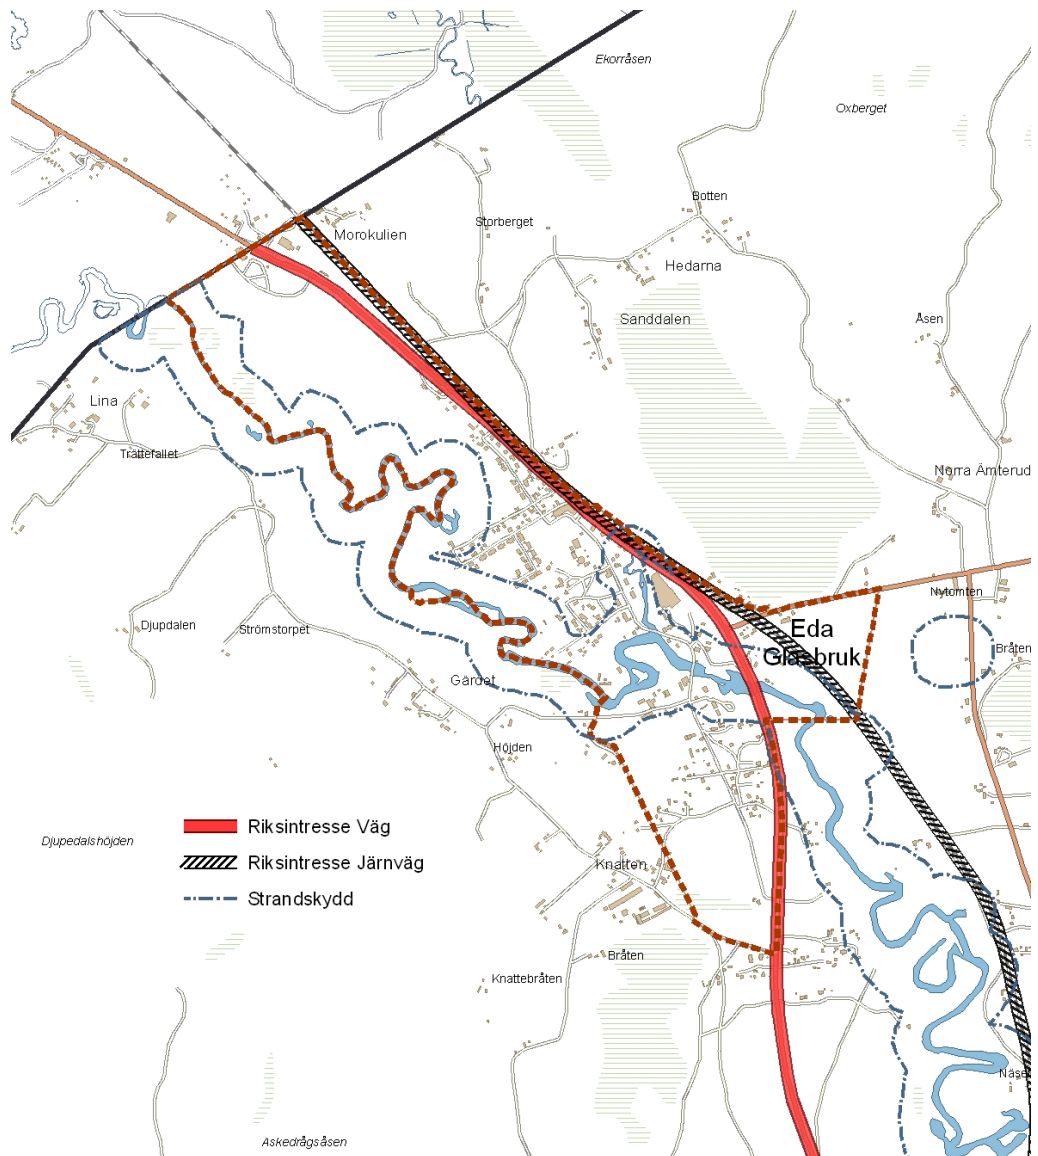 Ekorråsen
Oxberget
Botten
Storberget
Morokulien
Hedarna
Sanddalen
Åsen
Lina
Trättefallet
Norra Ämterud
Nytomten
Djupdalen
Strömstorpet
Eda
Glasbruk
Bråten
Gärdet
Höjden
Riksintresse Väg
Djupedalshöjden
Riksintresse Järnväg
Knatten
Strandskydd
Bråten
Knattebråten
Näse
Askedrågsåsen